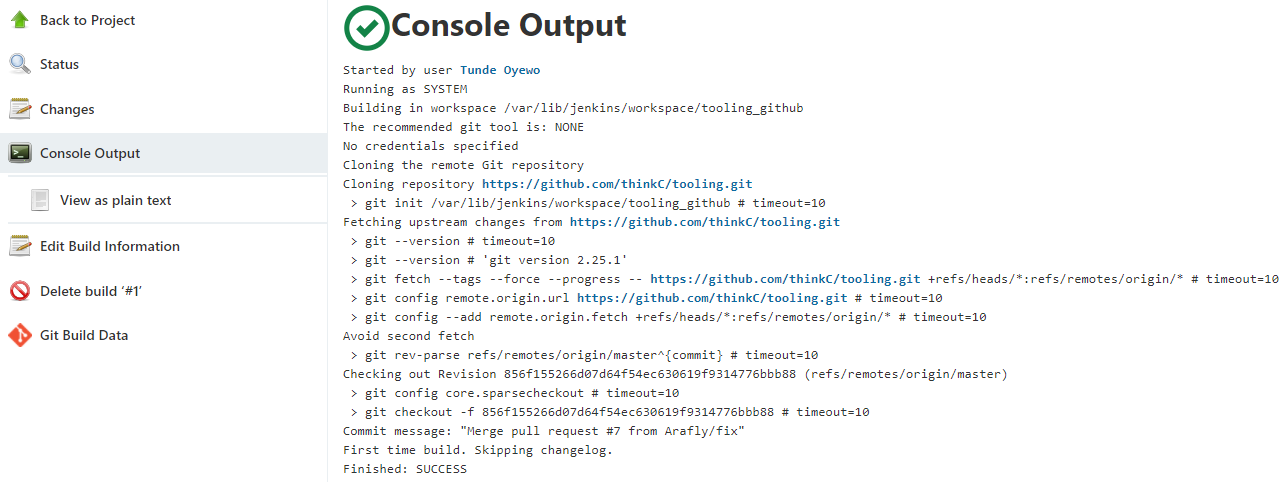 Back to Project
Status
Changes
Console Output
View as plain text
Edit Build Information
Delete build ‘#1’
Git Build Data
Console Output
Started by user Tunde Oyewo
Running as SYSTEM
Building in workspace /var/lib/jenkins/workspace/tooling_github
The recommended git tool is: NONE
No credentials specified
Cloning the remote Git repository
Cloning repository https://github.com/thinkC/tooling.git
> git init /var/lib/jenkins/workspace/tooling_github # timeout=10
Fetching upstream changes from https://github.com/thinkC/tooling.git
> git --version # timeout=10
> git --version # 'git version 2.25.1'
> git fetch --tags --force --progress -- https://github.com/thinkC/tooling.git +refs/heads/*:refs/remotes/origin/* # timeout=10
> git config remote.origin.url https://github.com/thinkC/tooling.git # timeout=10
> git config --add remote.origin.fetch +refs/heads/*:refs/remotes/origin/* # timeout=10
Avoid second fetch
> git rev-parse refs/remotes/origin/master^{commit} # timeout=10
Checking out Revision 856f155266d07d64f54ec630619f9314776bbb88 (refs/remotes/origin/master)
> git config core.sparsecheckout # timeout=10
> git checkout -f 856f155266d07d64f54ec630619f9314776bbb88 # timeout=10
Commit message: "Merge pull request #7 from Arafly/fix"
First time build. Skipping changelog.
Finished: SUCCESS